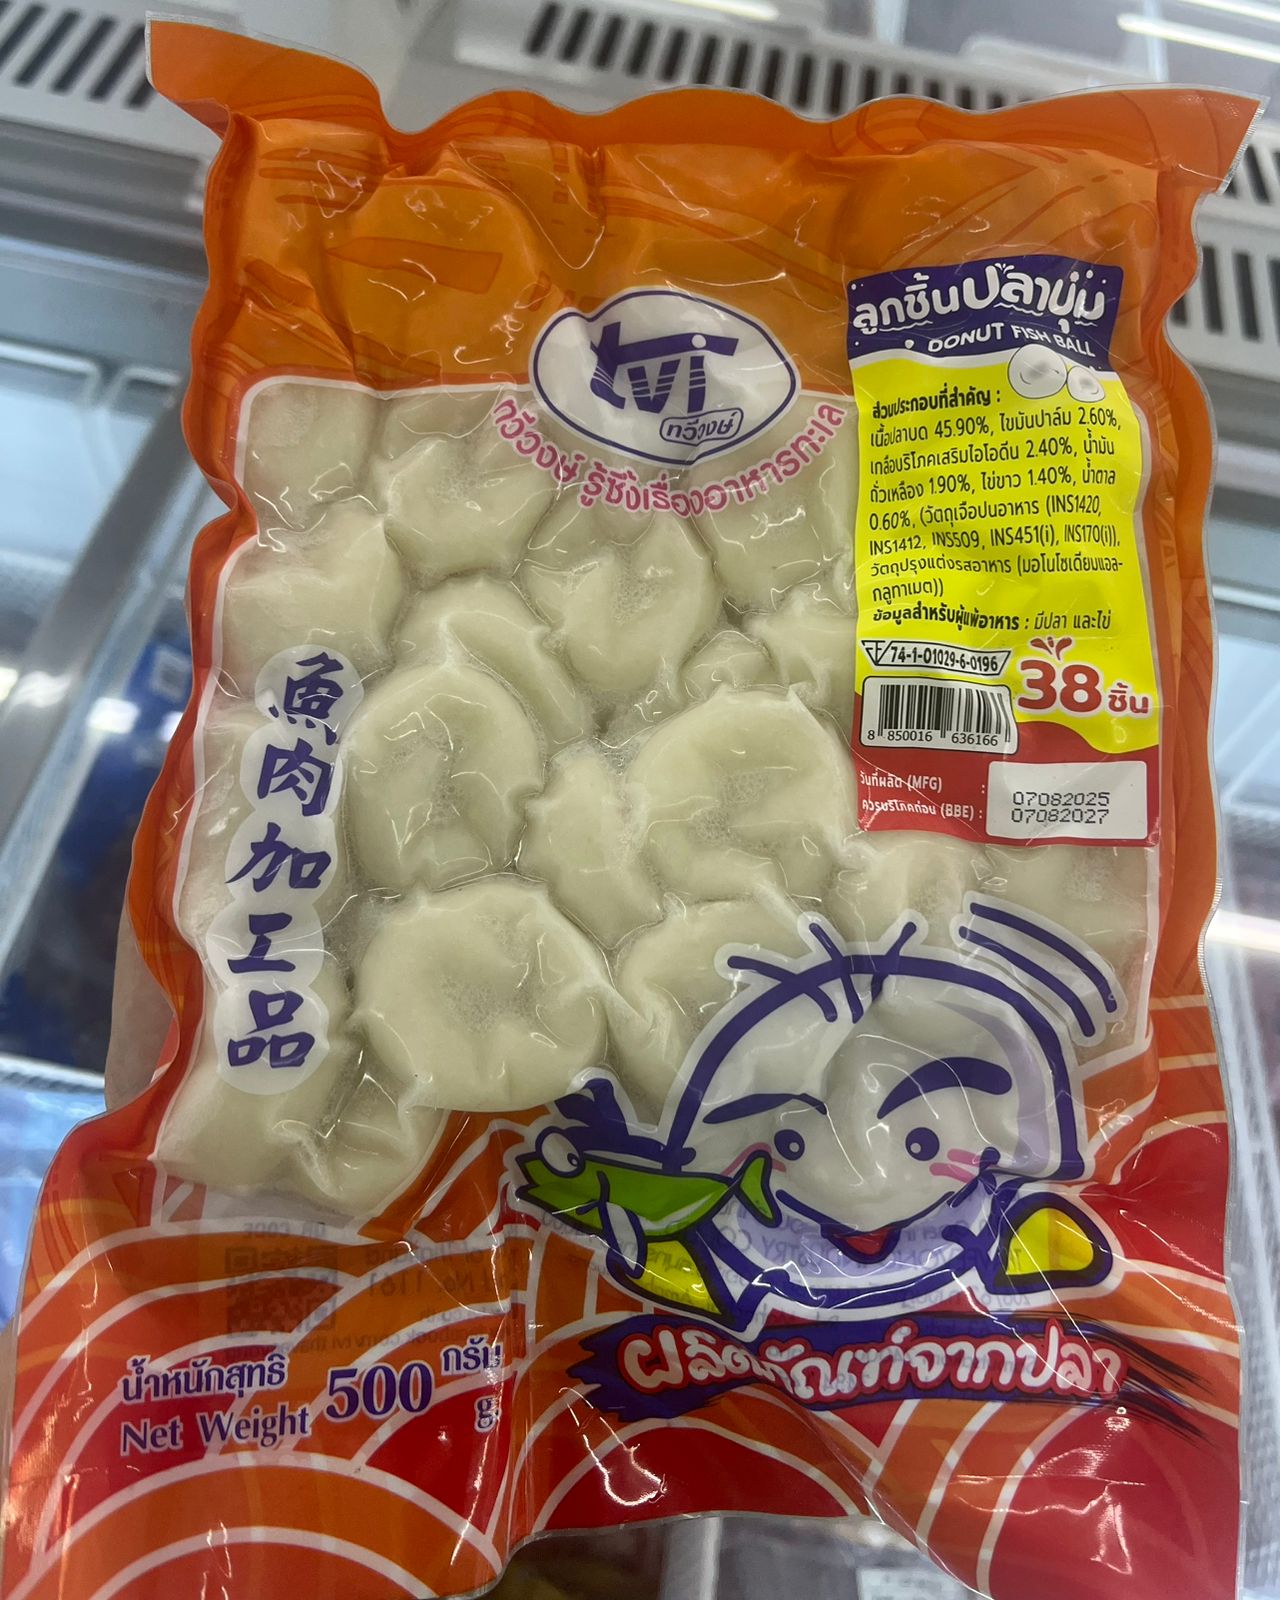 tvi
ทวีวงษ์
ทวีวงษ์ รู้ซึ้งเรื่องอาหารทะเล
ลูกชิ้นปลาบุ๋ม
DONUT FISH BALL
ส่วนประกอบที่สำคัญ :
เนื้อปลาบด 45.90%, ไขมันปาล์ม 2.60%,
เกลือบริโภคเสริมไอโอดีน 2.40%, น้ำมัน
ถั่วเหลือง 1.90%, ไข่ขาว 1.40%, น้ำตาล
0.60%, (วัตถุเจือปนอาหาร (INS1420,
INS1412, INS509, INS451(i), INS170(i)),
วัตถุปรุงแต่งรสอาหาร (มอโนโซเดียมแอล-
กลูทาเมต))
ข้อมูลสำหรับผู้แพ้อาหาร : มีปลา และไข่
74-1-01029-6-0196
38 ชิ้น
8 850016 636166
วันที่ผลิต (MFG) :
07082025
ควรบริโภคก่อน (BBE) :
07082027
魚肉加工品
ผลิตภัณฑ์จากปลา
น้ำหนักสุทธิ 500 กรัม
Net Weight g.